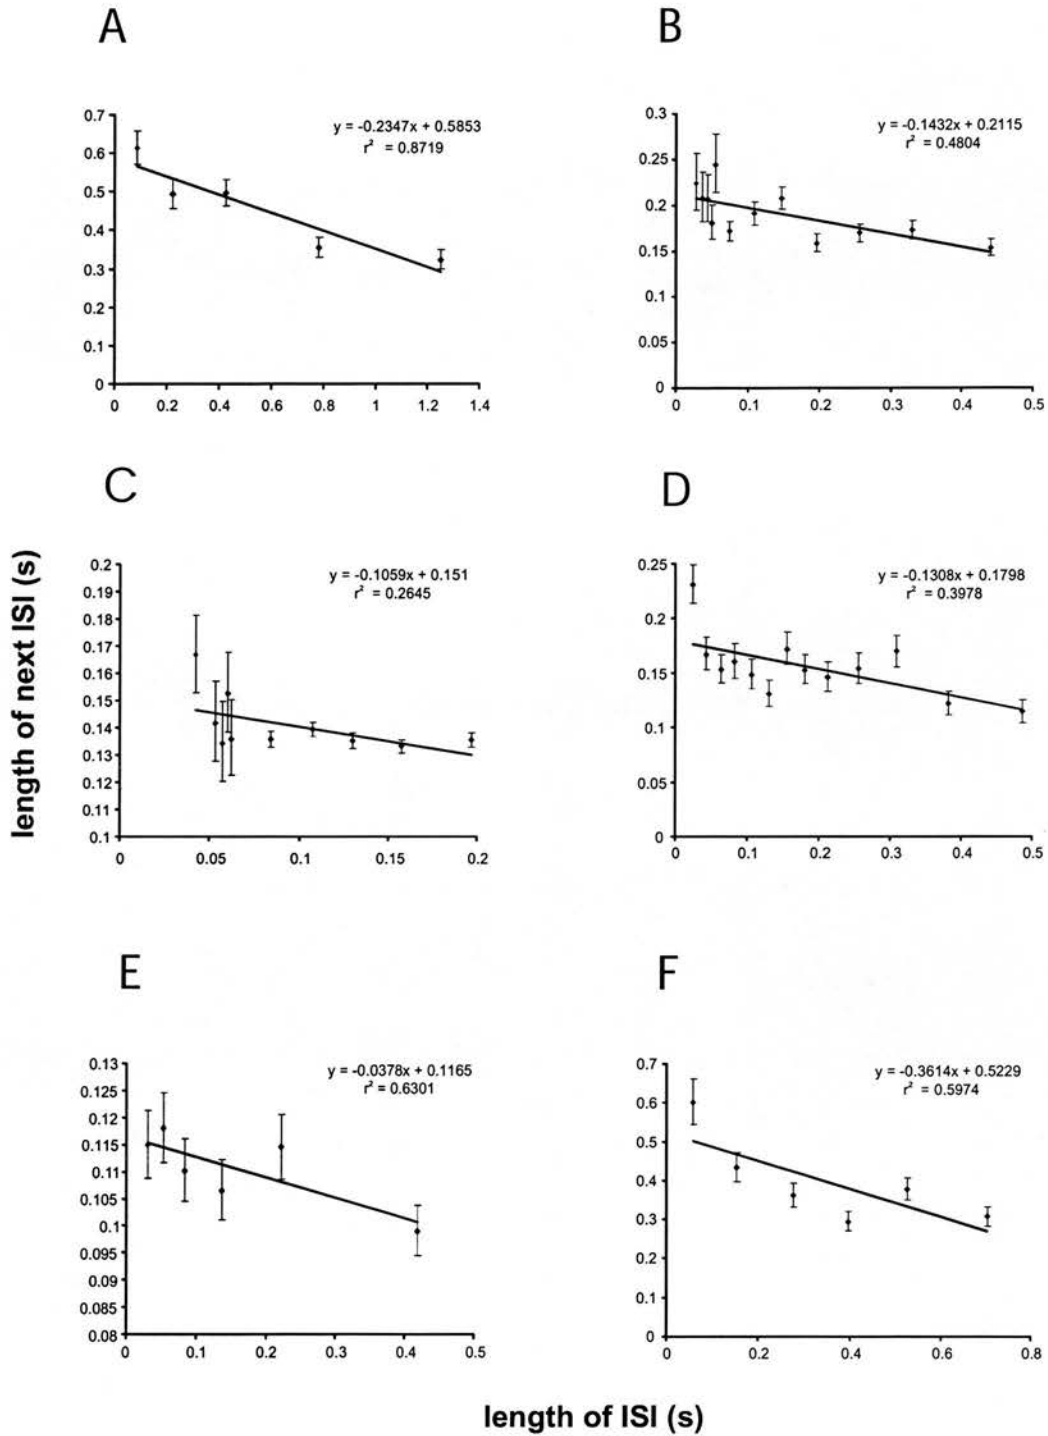 A
B
0.7
0.6
0.5
0.4
0.3
0.2
0.1
0
0 0.2 0.4 0.6 0.8 1 1.2 1.4
y = -0.2347x + 0.5853
r² = 0.8719
0.3
0.25
0.2
0.15
0.1
0.05
0
0 0.1 0.2 0.3 0.4 0.5
y = -0.1432x + 0.2115
r² = 0.4804
C
D
length of next ISI (s)
0.2
0.19
0.18
0.17
0.16
0.15
0.14
0.13
0.12
0.11
0.1
0 0.05 0.1 0.15 0.2
y = -0.1059x + 0.151
r² = 0.2645
0.25
0.2
0.15
0.1
0.05
0
0 0.1 0.2 0.3 0.4 0.5
y = -0.1308x + 0.1798
r² = 0.3978
E
F
0.13
0.125
0.12
0.115
0.11
0.105
0.1
0.095
0.09
0.085
0.08
0 0.1 0.2 0.3 0.4 0.5
y = -0.0378x + 0.1165
r² = 0.6301
0.7
0.6
0.5
0.4
0.3
0.2
0.1
0
0 0.2 0.4 0.6 0.8
y = -0.3614x + 0.5229
r² = 0.5974
length of ISI (s)